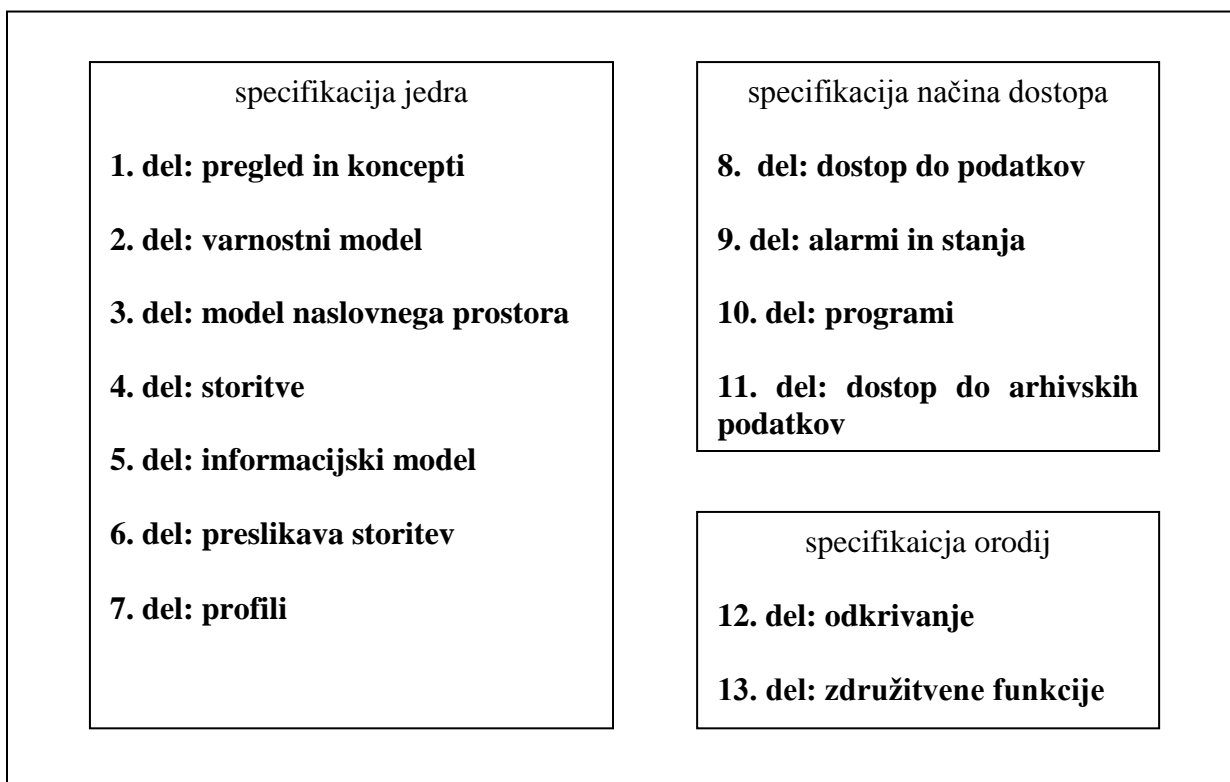 specifikacija jedra
1. del: pregled in koncepti
2. del: varnostni model
3. del: model naslovnega prostora
4. del: storitve
5. del: informacijski model
6. del: preslikava storitev
7. del: profili
specifikacija načina dostopa
8. del: dostop do podatkov
9. del: alarmi in stanja
10. del: programi
11. del: dostop do arhivskih
podatkov
specifikaicja orodij
12. del: odkrivanje
13. del: združitvene funkcije